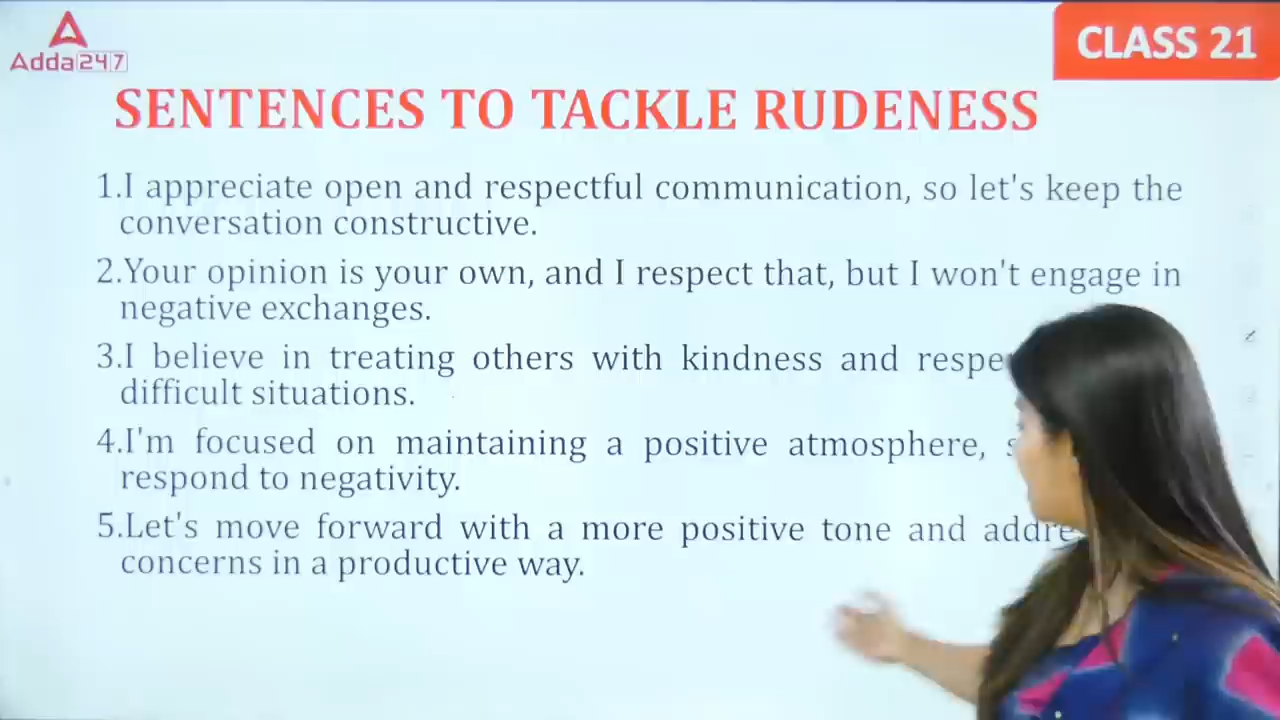 Adda247
CLASS 21
SENTENCES TO TACKLE RUDENESS
1.I appreciate open and respectful communication, so let's keep the
conversation constructive.
2.Your opinion is your own, and I respect that, but I won't engage in
negative exchanges.
3.I believe in treating others with kindness and
difficult situations.
4.I'm focused on maintaining a positive atmosphere,
respond to negativity.
5.Let's move forward with a more positive tone and
concerns in a productive way.